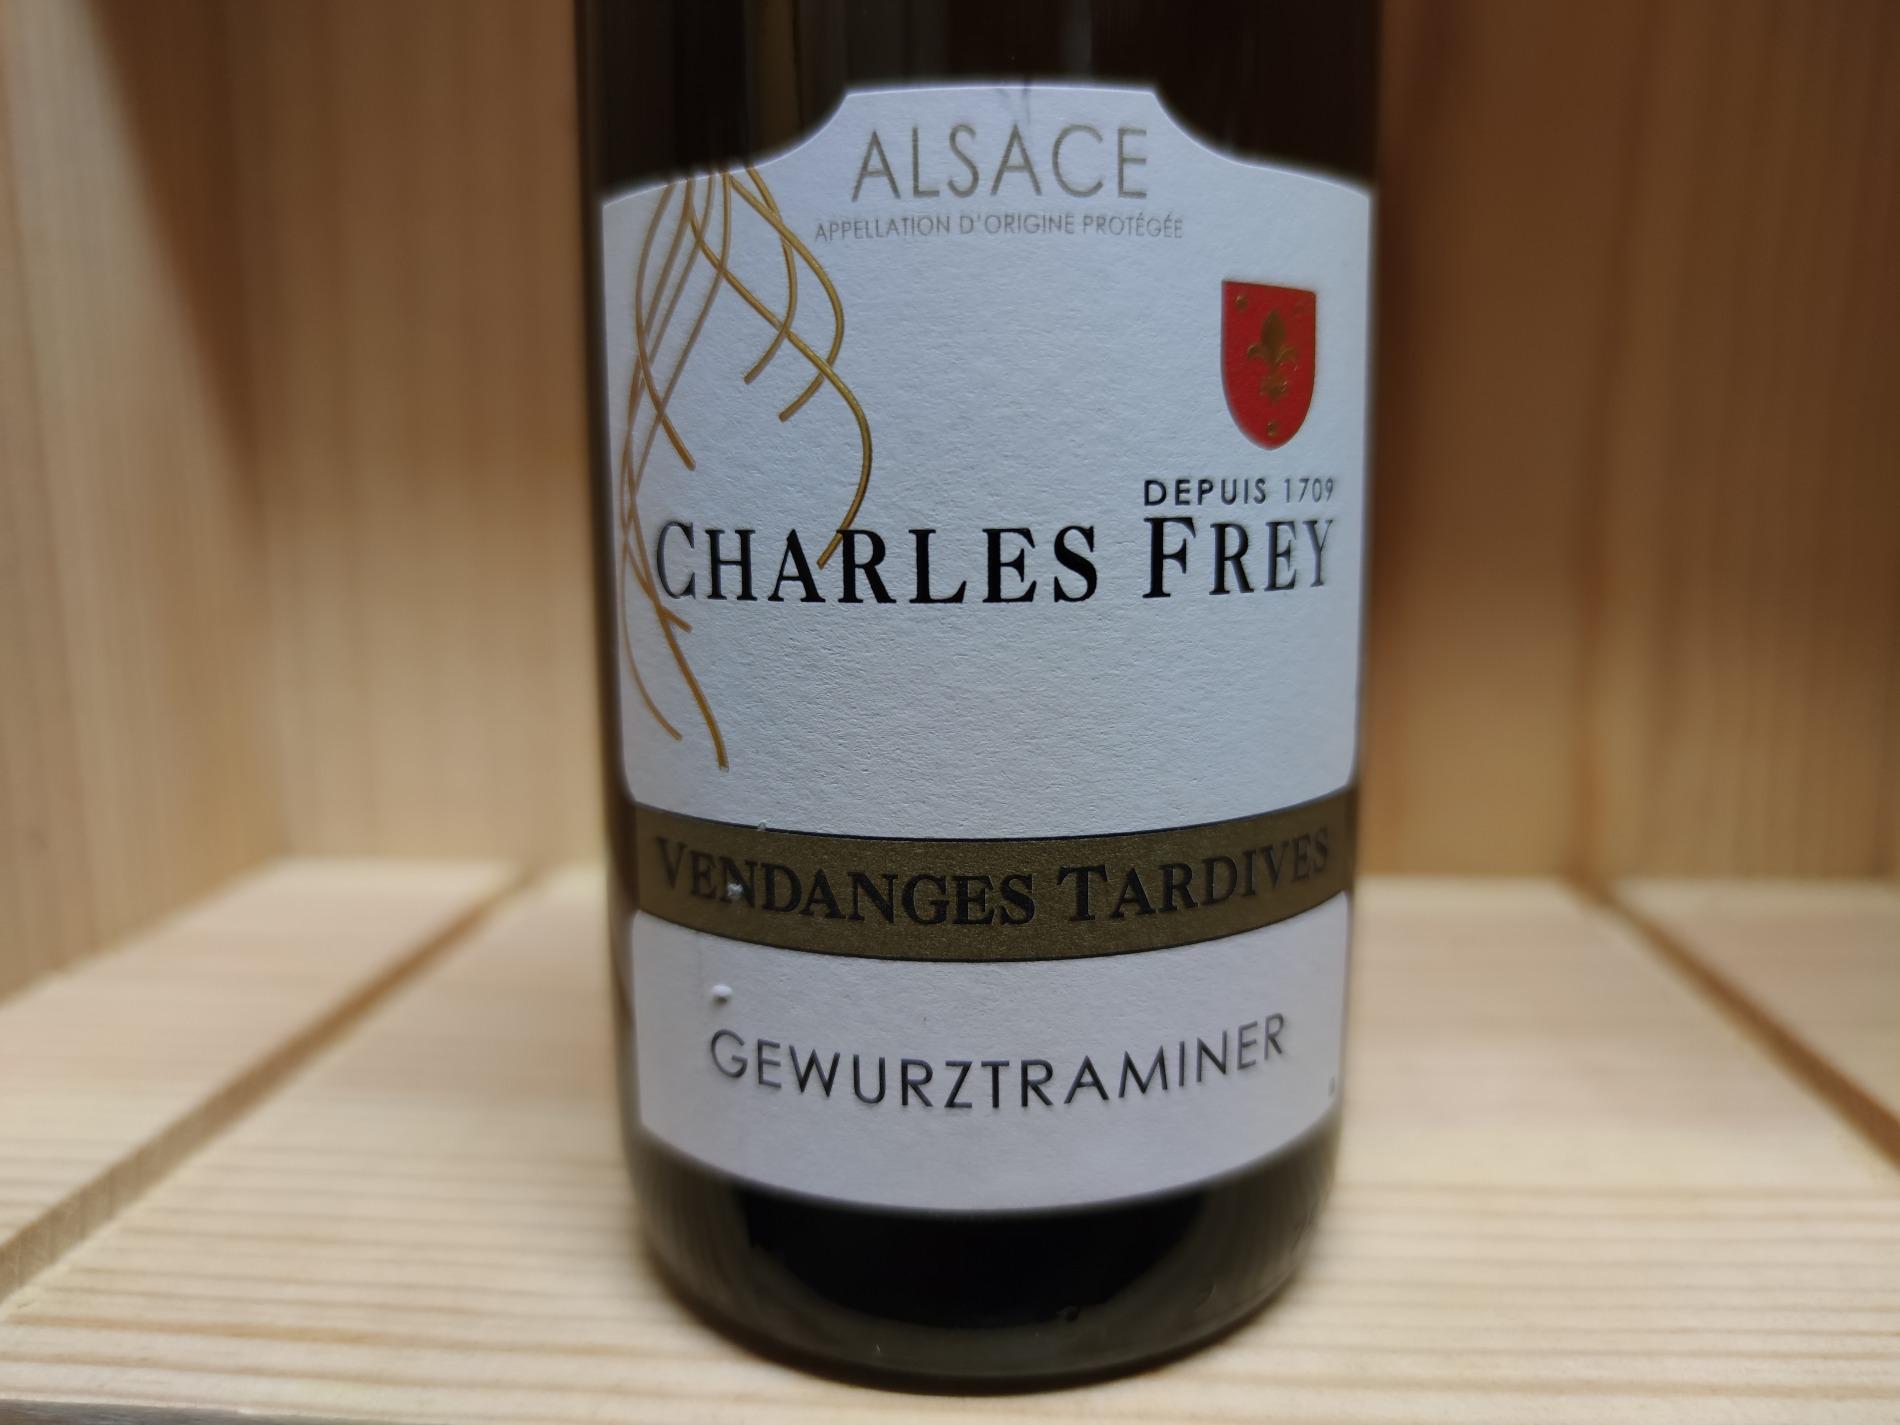 ALSACE
APPELLATION D'ORIGINE PROTÉGÉE
DEPUIS 1709
CHARLES FREY
VENDANGES TARDIVES
GEWURZTRAMINER